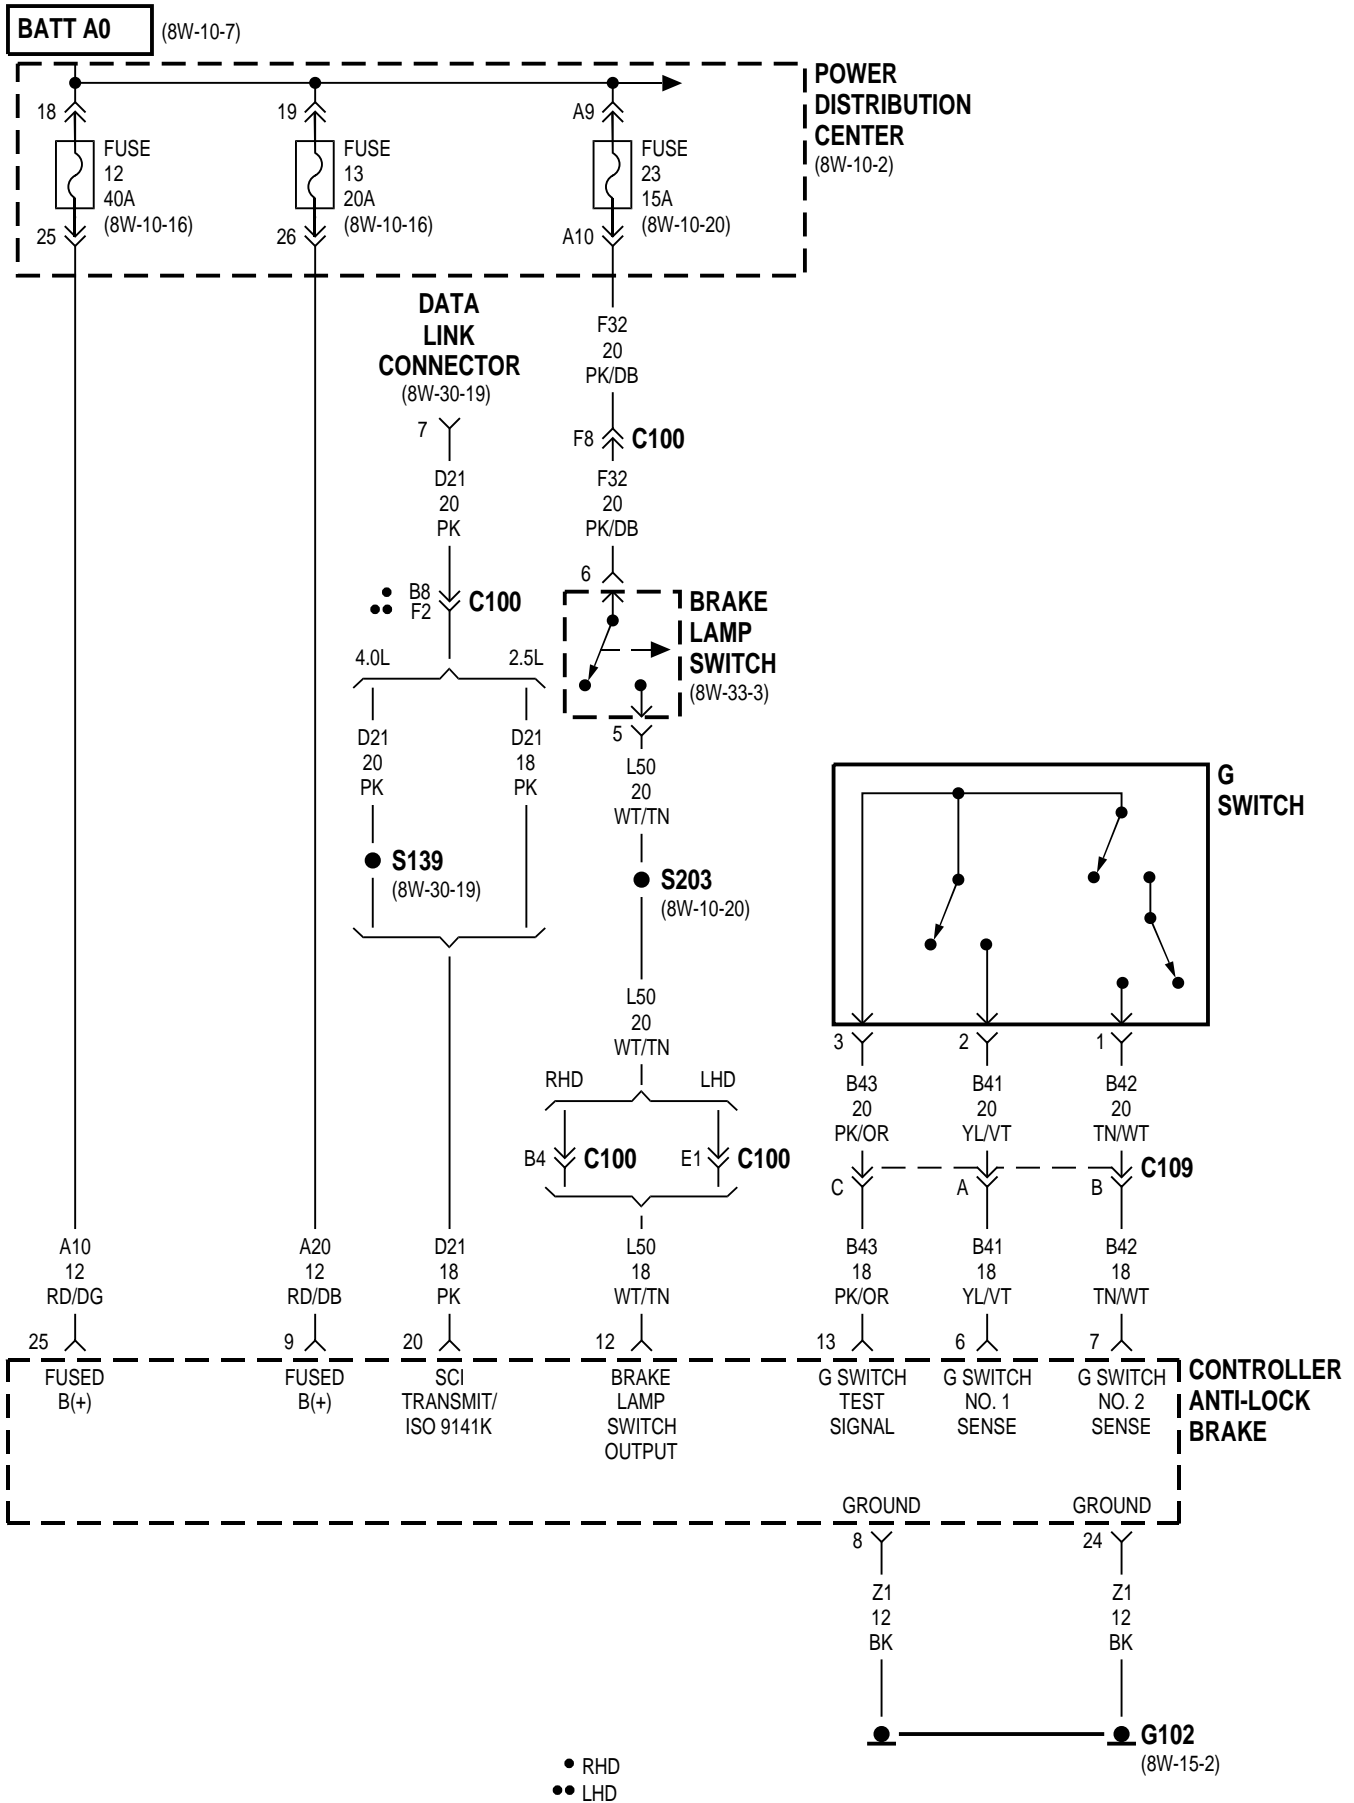 BATT A0
(8W-10-7)
POWER
DISTRIBUTION
CENTER
(8W-10-2)
18
FUSE
12
40A
(8W-10-16)
25
19
FUSE
13
20A
(8W-10-16)
26
A9
FUSE
23
15A
(8W-10-20)
A10
DATA
LINK
CONNECTOR
(8W-30-19)
7
D21
20
PK
B8
F2
C100
4.0L
2.5L
D21
20
PK
D21
18
PK
S139
(8W-30-19)
F32
20
PK/DB
F8
C100
F32
20
PK/DB
6
BRAKE
LAMP
SWITCH
(8W-33-3)
5
L50
20
WT/TN
S203
(8W-10-20)
L50
20
WT/TN
RHD
LHD
B4
C100
E1
C100
G
SWITCH
3
2
1
B43
20
PK/OR
B41
20
YL/VT
B42
20
TN/WT
C
A
B
C109
A10
12
RD/DG
A20
12
RD/DB
D21
18
PK
L50
18
WT/TN
B43
18
PK/OR
B41
18
YL/VT
B42
18
TN/WT
25
9
20
12
13
6
7
FUSED
B(+)
FUSED
B(+)
SCI
TRANSMIT/
ISO 9141K
BRAKE
LAMP
SWITCH
OUTPUT
G SWITCH
TEST
SIGNAL
G SWITCH
NO. 1
SENSE
G SWITCH
NO. 2
SENSE
CONTROLLER
ANTI-LOCK
BRAKE
GROUND
GROUND
8
24
Z1
12
BK
Z1
12
BK
G102
(8W-15-2)
RHD
LHD